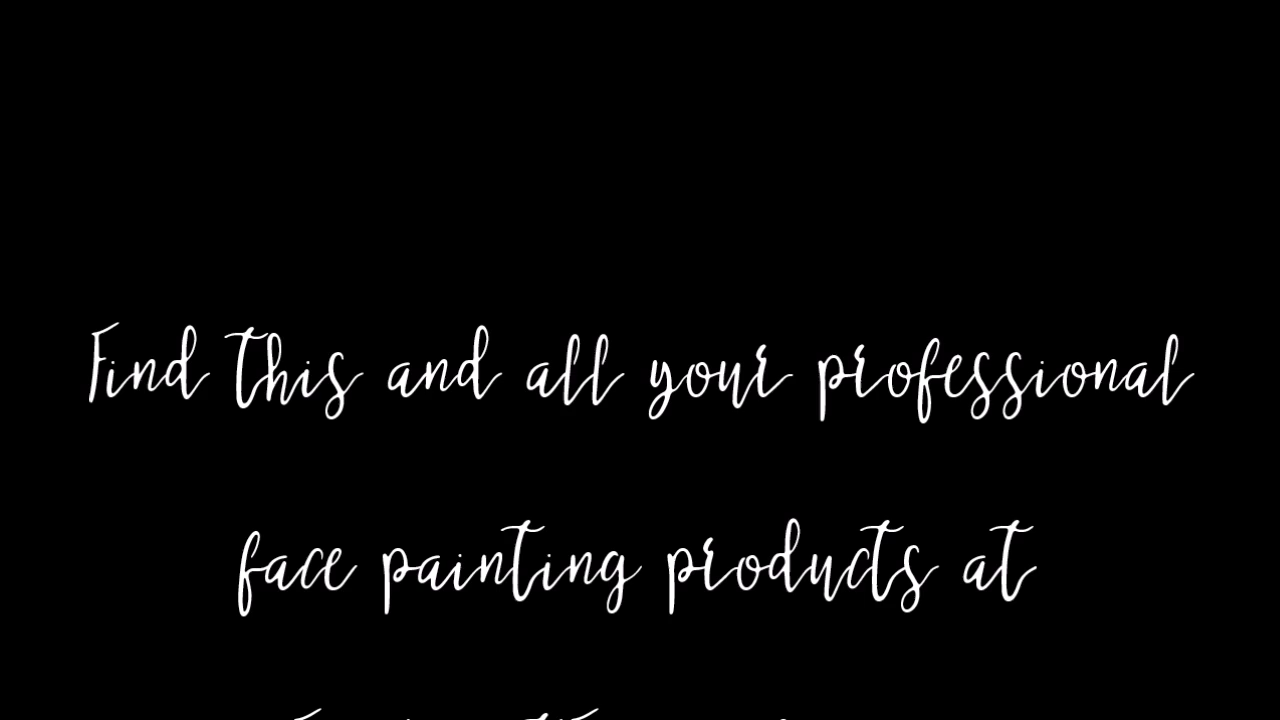 Find this and all your professional
face painting products at